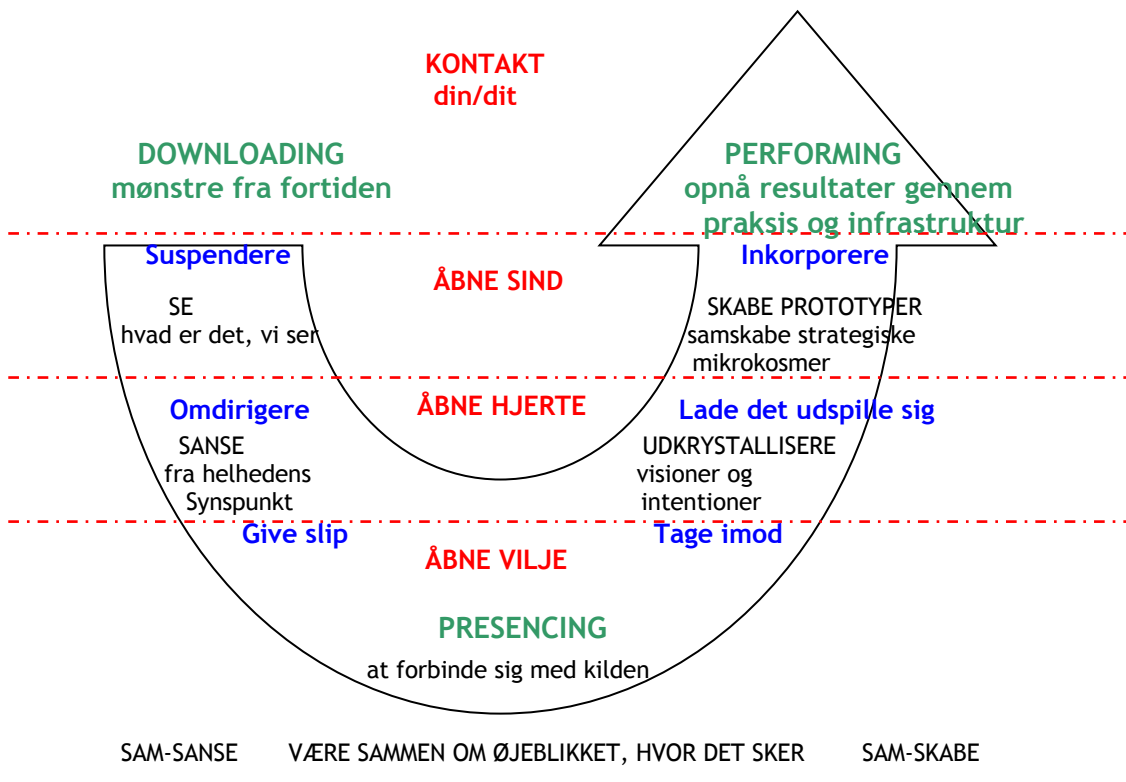 KONTAKT
din/dit
DOWNLOADING
mønstre fra fortiden
PERFORMING
opnå resultater gennem
praksis og infrastruktur
Suspendere
Inkorporere
ÅBNE SIND
SE
hvad er det, vi ser
SKABE PROTOTYPER
samskabe strategiske
mikrokosmer
Omdirigere
ÅBNE HJERTE
Lade det udspille sig
SANSE
fra helhedens
Synspunkt
UDKRYSTALLISERE
visioner og
intentioner
Give slip
Tage imod
ÅBNE VILJE
PRESENCING
at forbinde sig med kilden
SAM-SANSE VÆRE SAMMEN OM ØJEBLIKKET, HVOR DET SKER SAM-SKABE